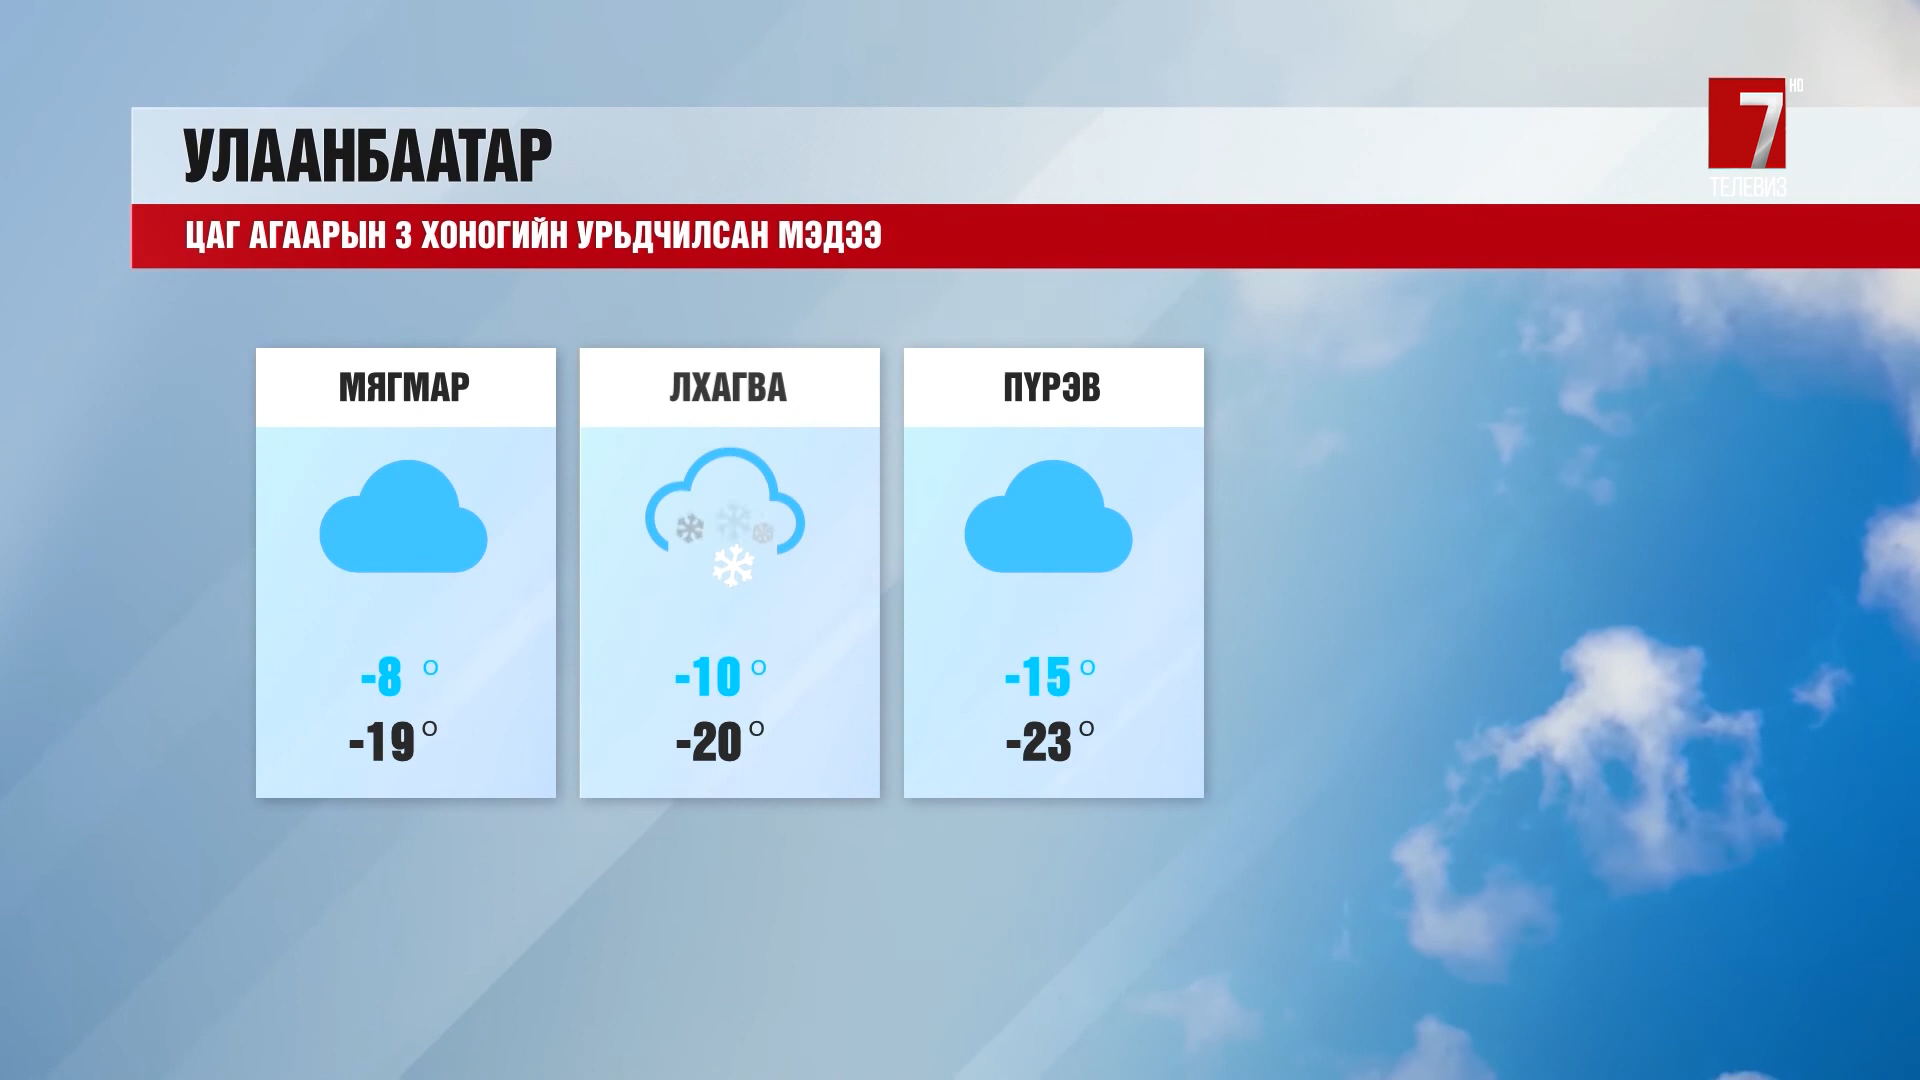 УЛААНБААТАР
ЦАГ АГААРЫН 3 ХОНОГИЙН УРЬДЧИЛСАН МЭДЭЭ
7 HD
ТЕЛЕВИЗ
МЯГМАР
-8°
-19°
ЛХАГВА
-10°
-20°
ПҮРЭВ
-15°
-23°